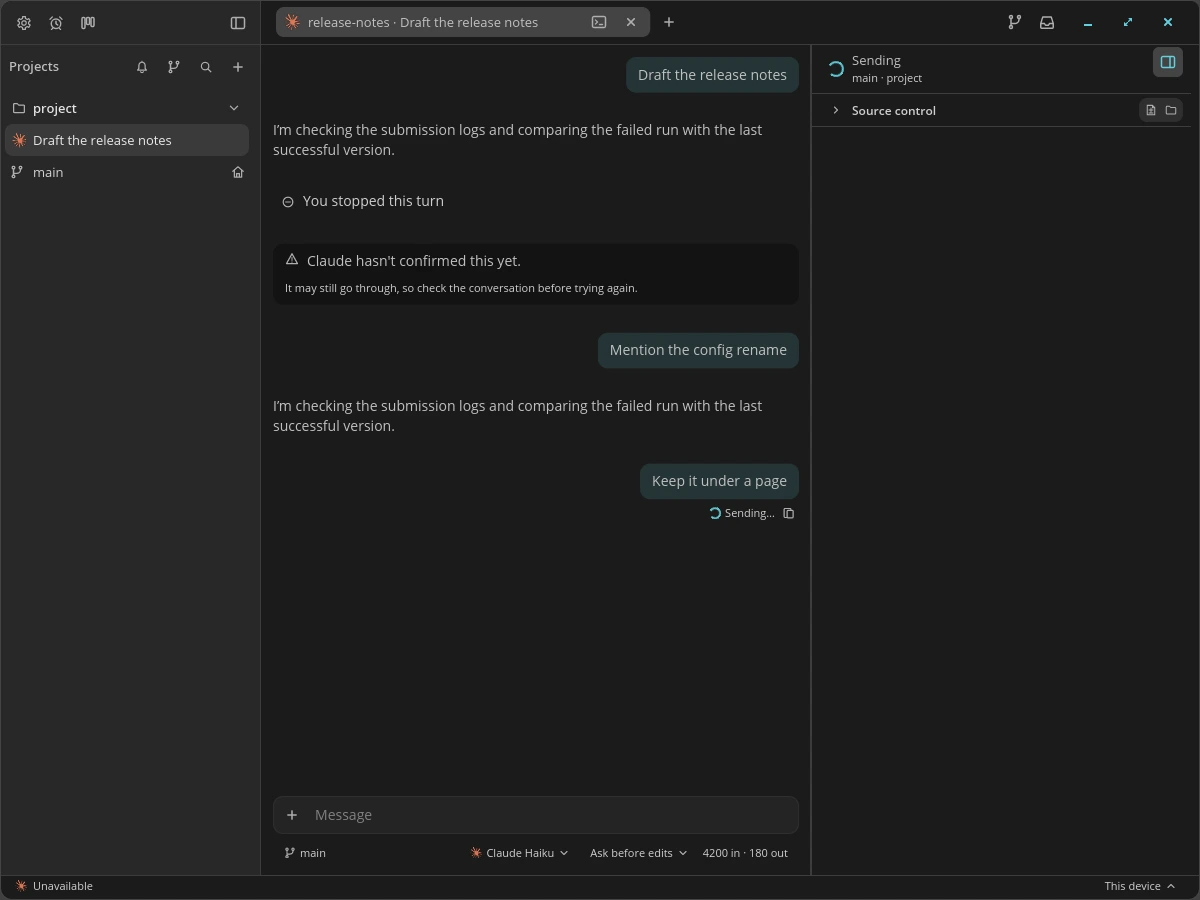 release-notes · Draft the release notes
Projects
project
Draft the release notes
main
Draft the release notes
I'm checking the submission logs and comparing the failed run with the last
successful version.
You stopped this turn
Claude hasn't confirmed this yet.
It may still go through, so check the conversation before trying again.
Mention the config rename
I'm checking the submission logs and comparing the failed run with the last
successful version.
Keep it under a page
Sending...
Message
main
Claude Haiku
Ask before edits
4200 in · 180 out
Sending
main · project
Source control
Unavailable
This device